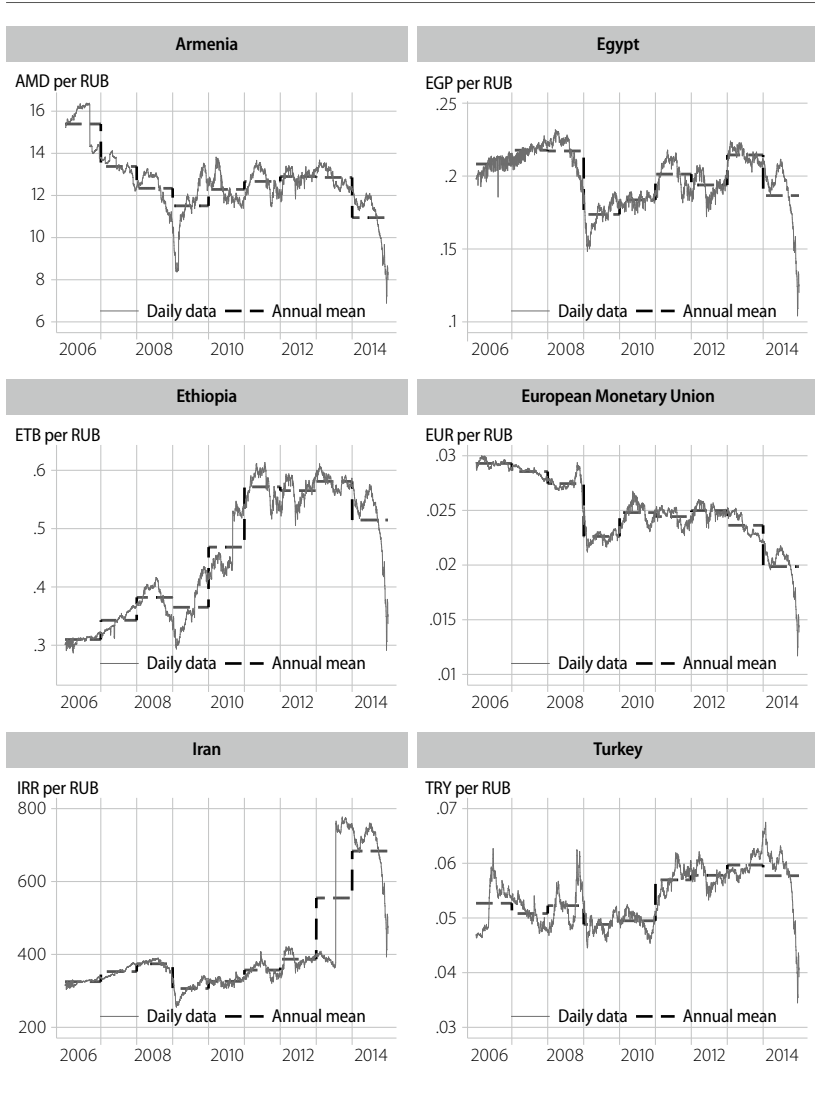 Armenia
AMD per RUB
16
14
12
10
8
6
Daily data Annual mean
2006 2008 2010 2012 2014
Egypt
EGP per RUB
.25
.2
.15
.1
Daily data Annual mean
2006 2008 2010 2012 2014
Ethiopia
ETB per RUB
.6
.5
.4
.3
Daily data Annual mean
2006 2008 2010 2012 2014
European Monetary Union
EUR per RUB
.03
.025
.02
.015
.01
Daily data Annual mean
2006 2008 2010 2012 2014
Iran
IRR per RUB
800
600
400
200
Daily data Annual mean
2006 2008 2010 2012 2014
Turkey
TRY per RUB
.07
.06
.05
.04
.03
Daily data Annual mean
2006 2008 2010 2012 2014